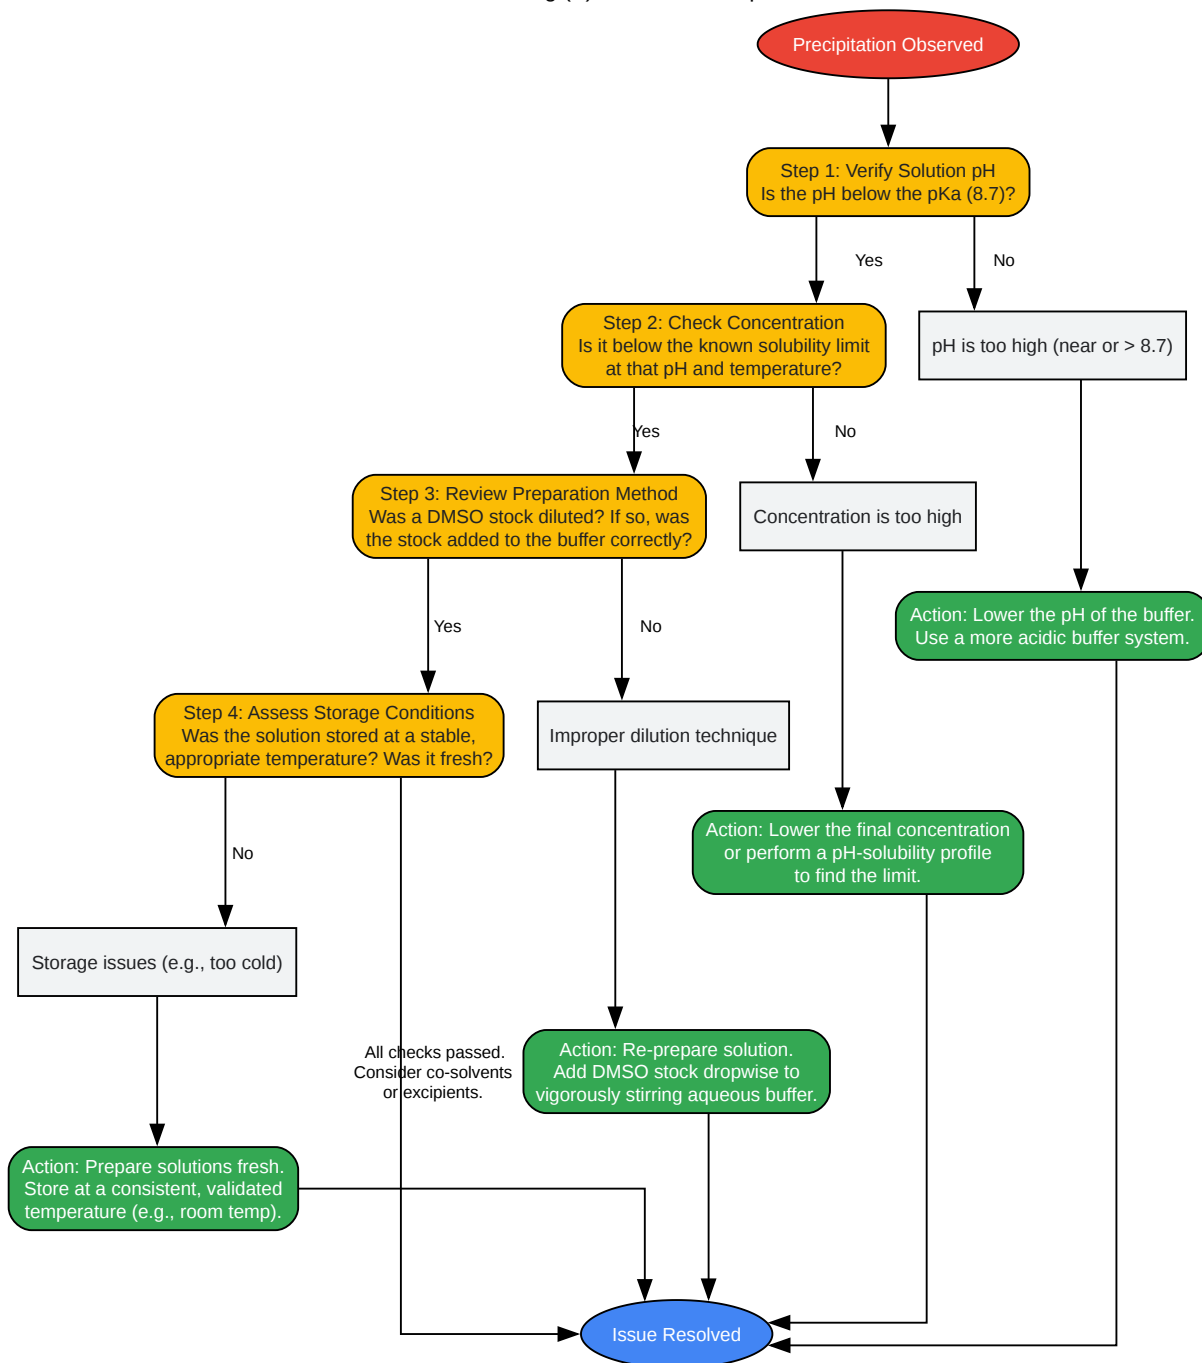 Precipitation Observed
Step 1: Verify Solution pH
Is the pH below the pKa (8.7)?
Yes
No
Step 2: Check Concentration
Is it below the known solubility limit
at that pH and temperature?
pH is too high (near or > 8.7)
Yes
No
Step 3: Review Preparation Method
Was a DMSO stock diluted? If so, was
the stock added to the buffer correctly?
Concentration is too high
Action: Lower the pH of the buffer.
Use a more acidic buffer system.
Yes
No
Step 4: Assess Storage Conditions
Was the solution stored at a stable,
appropriate temperature? Was it fresh?
Improper dilution technique
Action: Lower the final concentration
or perform a pH-solubility profile
to find the limit.
No
Storage issues (e.g., too cold)
All checks passed.
Consider co-solvents
or excipients.
Action: Re-prepare solution.
Add DMSO stock dropwise to
vigorously stirring aqueous buffer.
Action: Prepare solutions fresh.
Store at a consistent, validated
temperature (e.g., room temp).
Issue Resolved